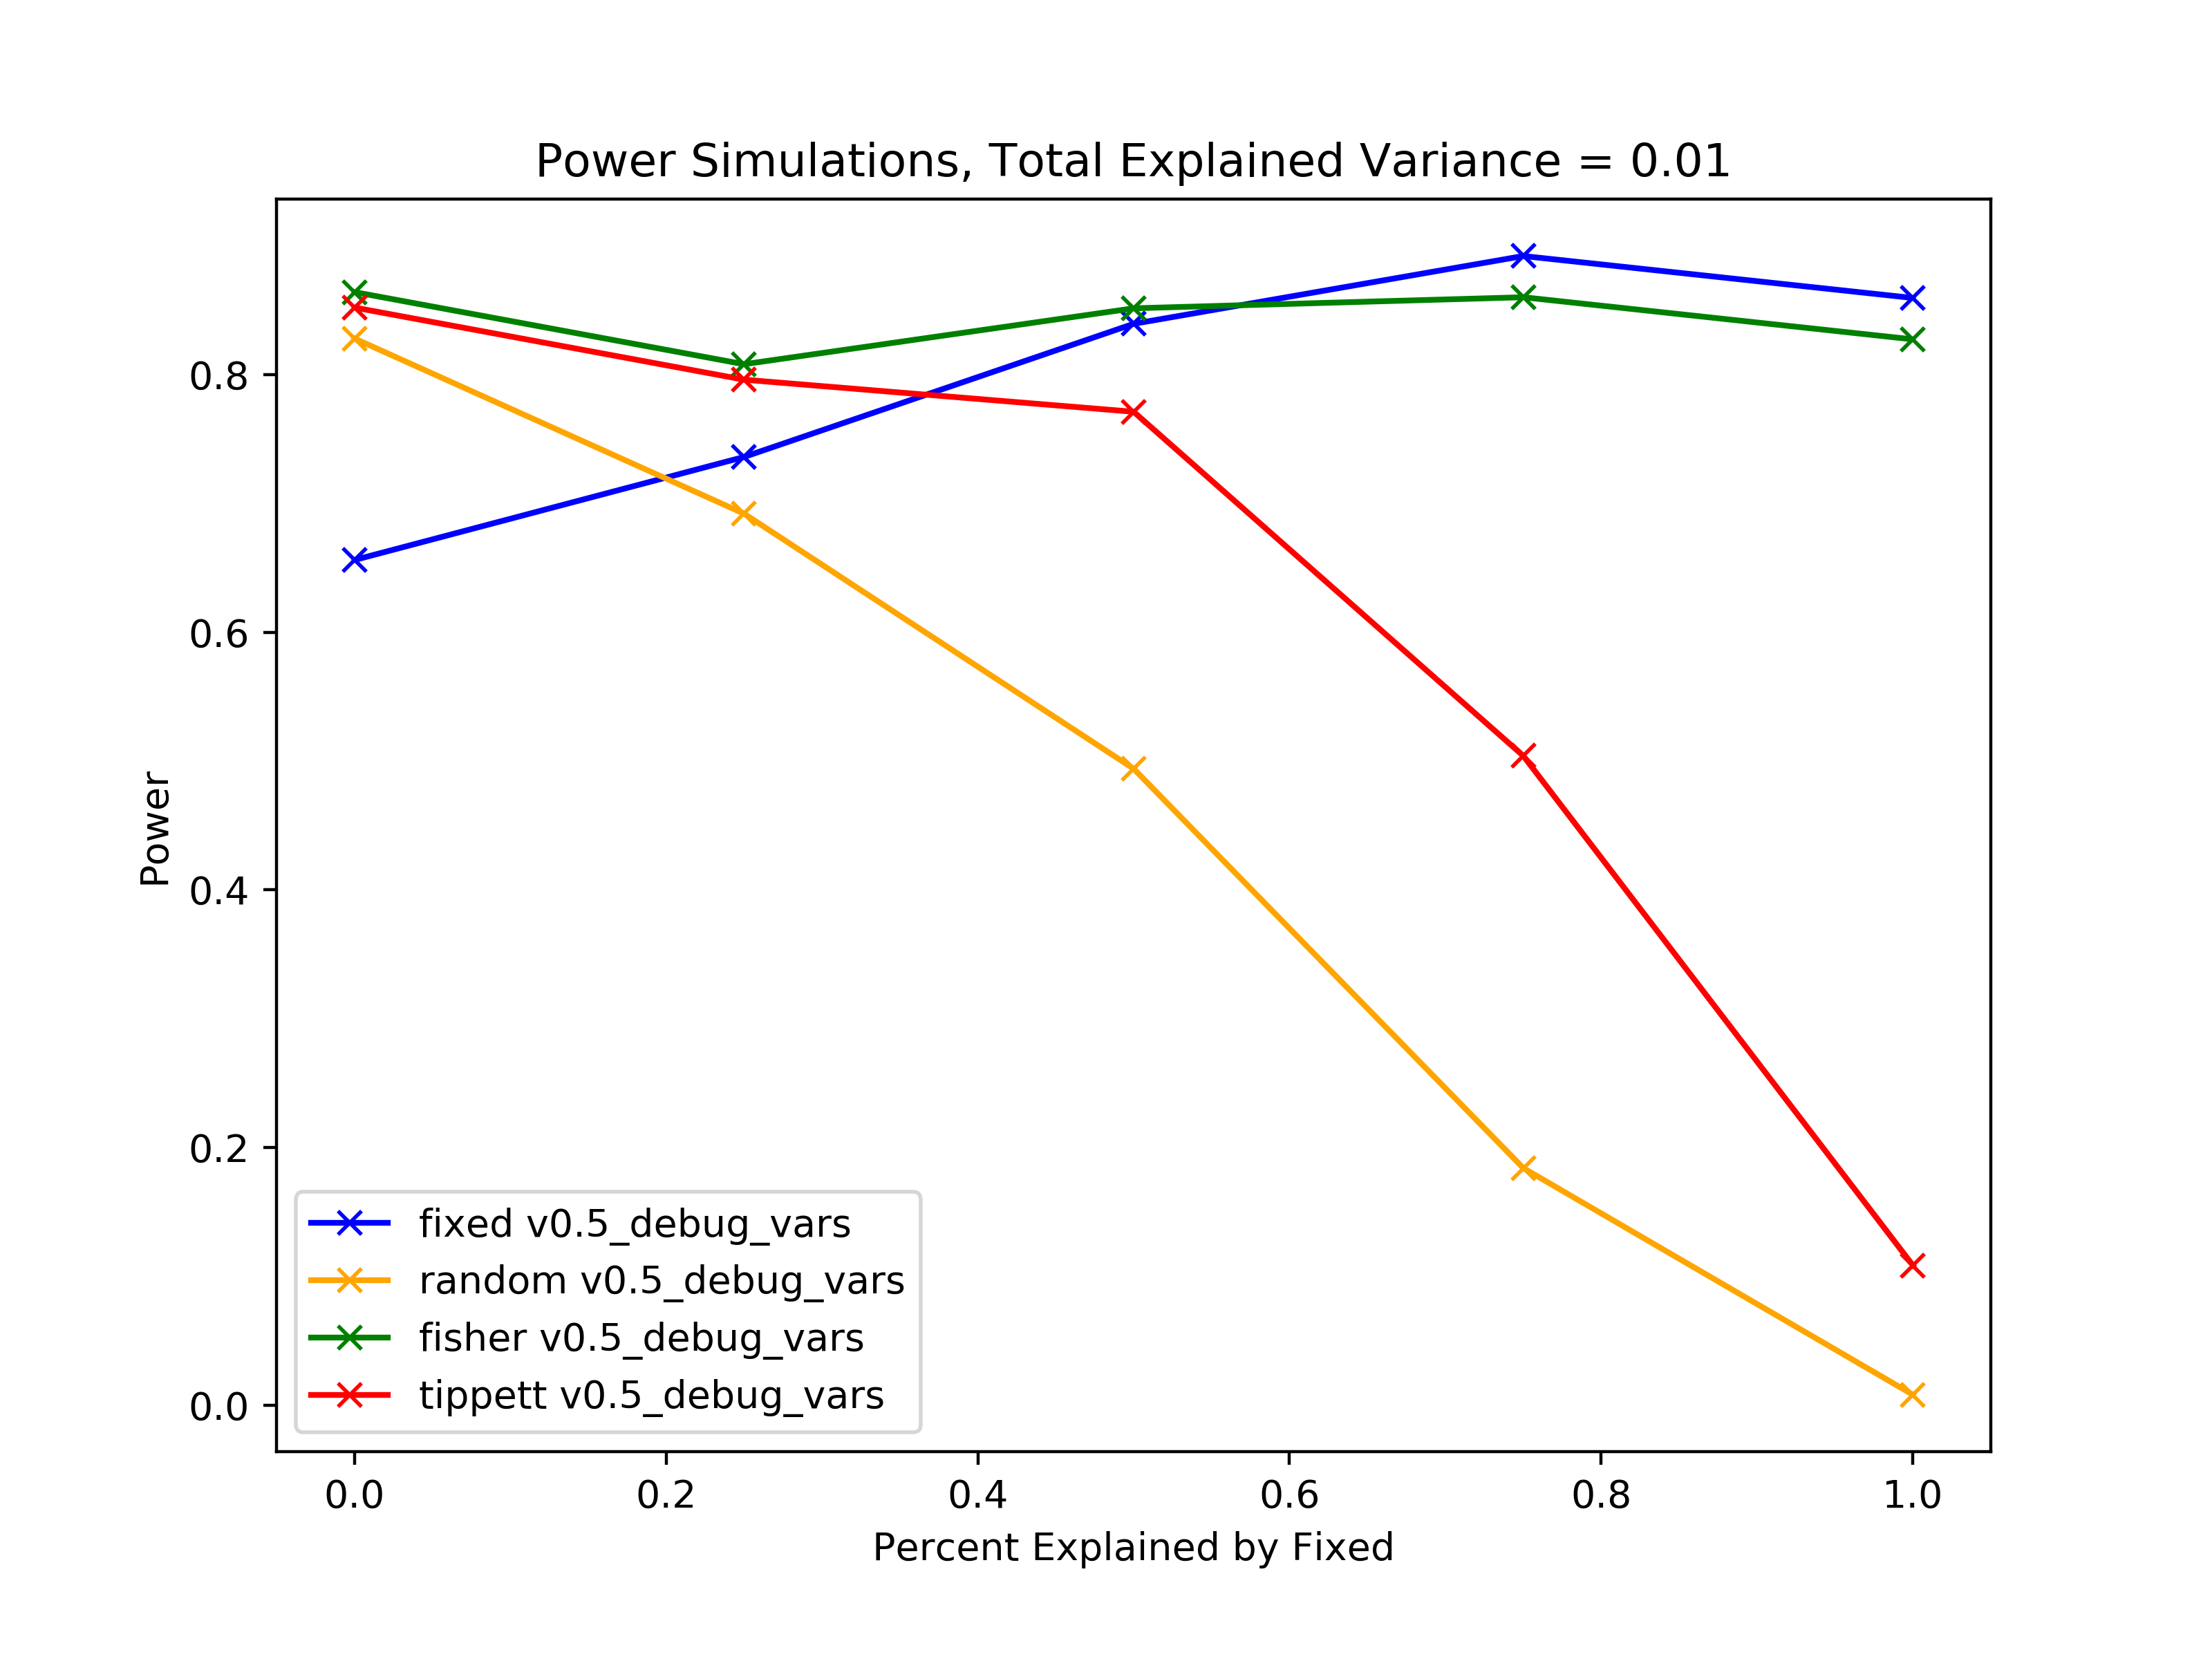 Power Simulations, Total Explained Variance = 0.01
Power
0.8
0.6
0.4
0.2
0.0
fixed v0.5_debug_vars
random v0.5_debug_vars
fisher v0.5_debug_vars
tippett v0.5_debug_vars
0.0 0.2 0.4 0.6 0.8 1.0
Percent Explained by Fixed